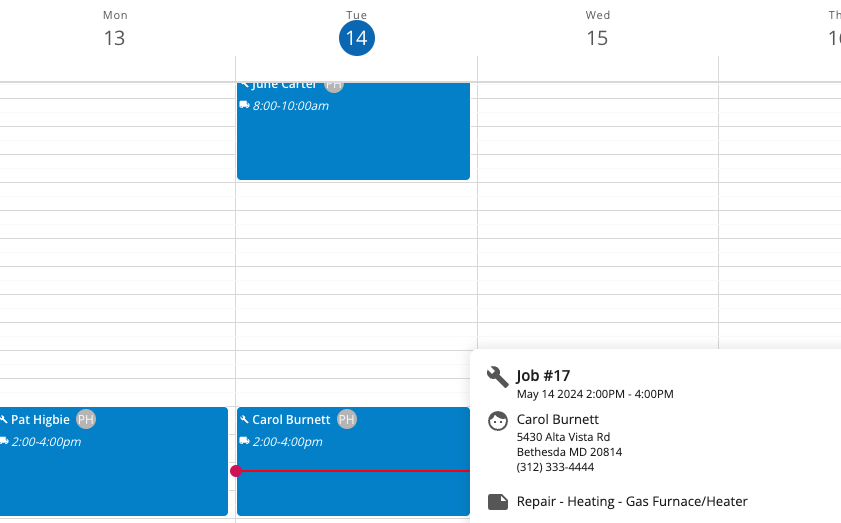 Mon
13
Tue
14
Wed
15
Th
June Carter PH
8:00-10:00am
Pat Higbie PH
2:00-4:00pm
Carol Burnett PH
2:00-4:00pm
Job #17
May 14 2024 2:00PM - 4:00PM
Carol Burnett
5430 Alta Vista Rd
Bethesda MD 20814
(312) 333-4444
Repair - Heating - Gas Furnace/Heater